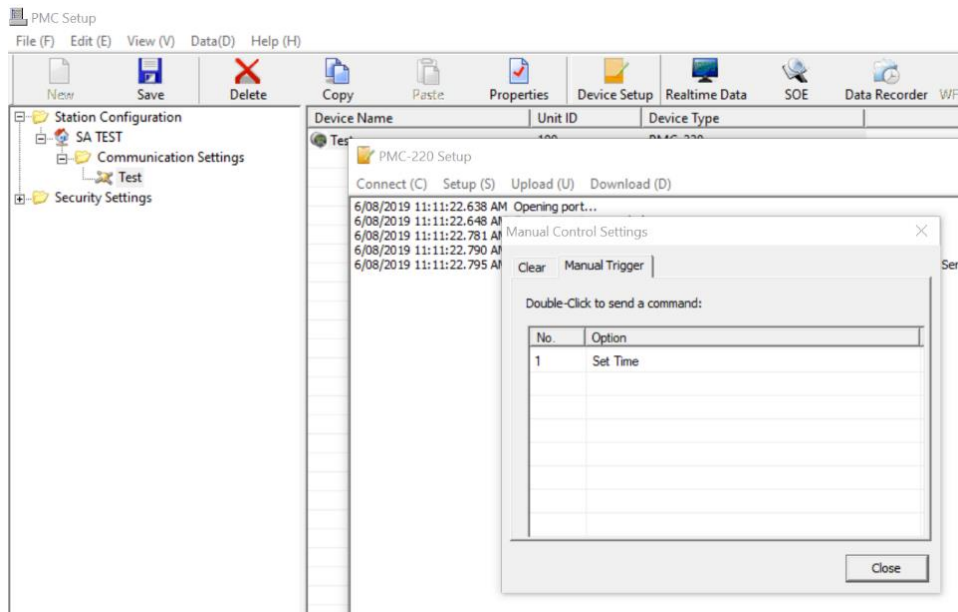 PMC Setup
File (F) Edit (E) View (V) Data(D) Help (H)
New Save Delete Copy Paste Properties Device Setup Realtime Data SOE Data Recorder
Station Configuration
SA TEST
Communication Settings
Test
Security Settings
Device Name Unit ID Device Type
Test 100 PMC-220
PMC-220 Setup
Connect (C) Setup (S) Upload (U) Download (D)
6/08/2019 11:11:22.638 AM Opening port...
6/08/2019 11:11:22.648 AM
6/08/2019 11:11:22.781 AM
6/08/2019 11:11:22.790 AM
6/08/2019 11:11:22.795 AM
Manual Control Settings
Clear Manual Trigger
Double-Click to send a command:
No. Option
1 Set Time
Close